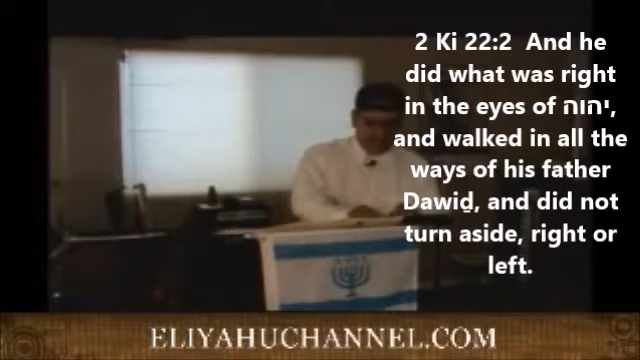 2 Ki 22:2  And he
did what was right
in the eyes of יהוה,
and walked in all the
ways of his father
Dawiḏ, and did not
turn aside, right or
left.
ELIYAHUCHANNEL.COM